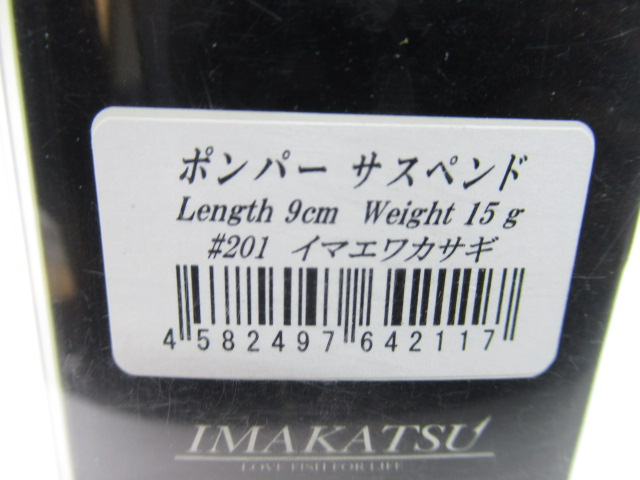 ポンパー サスペンド
Length 9cm Weight 15 g
#201 イマエワカサギ
4 582497 642117
IMAKATSU
LOVE FISH FOR LIFE